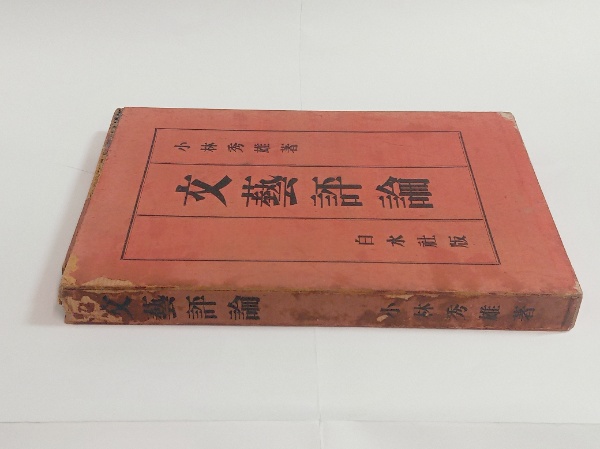 小林秀雄著
文藝評論
白水社版
文藝評論 小林秀雄著